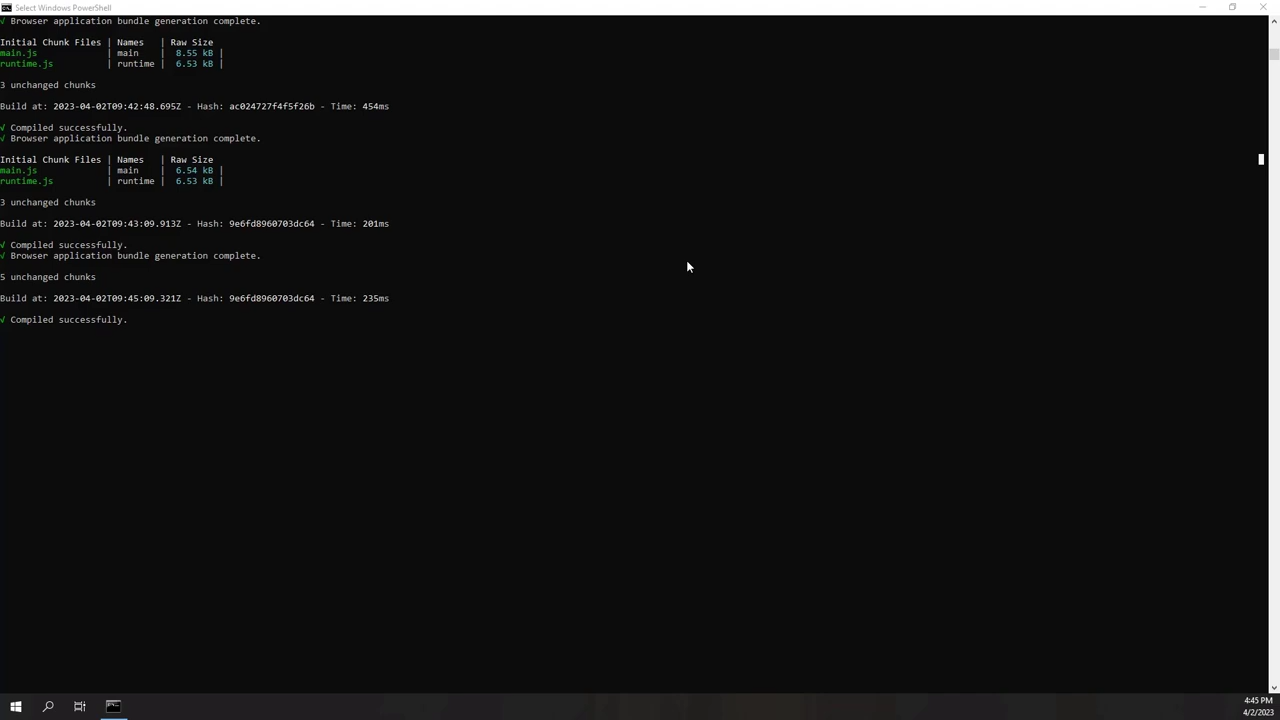 Select Windows PowerShell
√ Browser application bundle generation complete.
Initial Chunk Files | Names | Raw Size
main.js | main | 8.55 kB |
runtime.js | runtime | 6.53 kB |
3 unchanged chunks
Build at: 2023-04-02T09:42:48.695Z - Hash: ac024727f4f5f26b - Time: 454ms
√ Compiled successfully.
√ Browser application bundle generation complete.
Initial Chunk Files | Names | Raw Size
main.js | main | 6.54 kB |
runtime.js | runtime | 6.53 kB |
3 unchanged chunks
Build at: 2023-04-02T09:43:09.913Z - Hash: 9e6fd8960703dc64 - Time: 201ms
√ Compiled successfully.
√ Browser application bundle generation complete.
5 unchanged chunks
Build at: 2023-04-02T09:45:09.321Z - Hash: 9e6fd8960703dc64 - Time: 235ms
√ Compiled successfully.
4:45 PM
4/2/2023